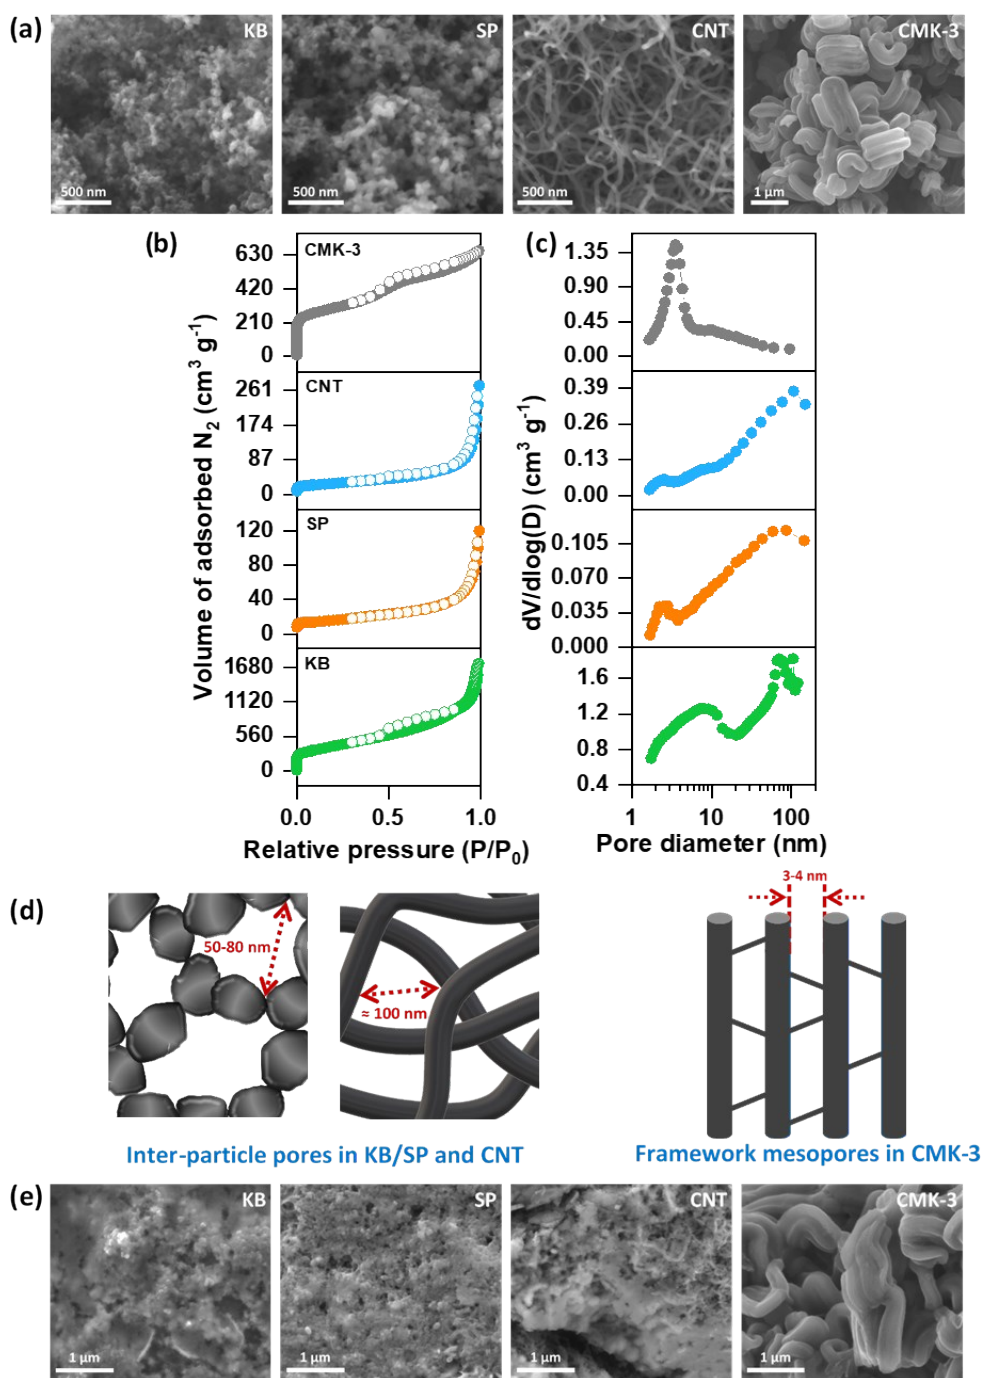 (a)
KB
SP
CNT
CMK-3
500 nm
500 nm
500 nm
1 µm
(b)
(c)
Volume of adsorbed N2 (cm3 g-1)
CMK-3
630
420
210
0
CNT
261
174
87
0
SP
120
80
40
0
KB
1680
1120
560
0
0.0
0.5
1.0
Relative pressure (P/P0)
dV/dlog(D) (cm3 g-1)
1.35
0.90
0.45
0.00
0.39
0.26
0.13
0.00
0.105
0.070
0.035
0.000
1.6
1.2
0.8
0.4
1
10
100
Pore diameter (nm)
(d)
50-80 nm
≈ 100 nm
3-4 nm
Inter-particle pores in KB/SP and CNT
Framework mesopores in CMK-3
(e)
KB
SP
CNT
CMK-3
1 µm
1 µm
1 µm
1 µm